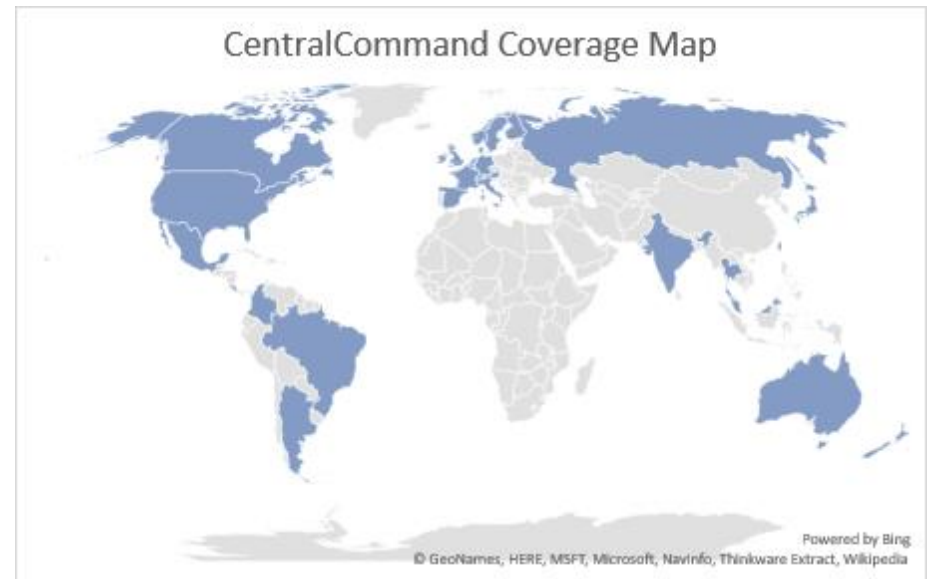 CentralCommand Coverage Map
Powered by Bing
© GeoNames, HERE, MSFT, Microsoft, NavInfo, Thinkware Extract, Wikipedia